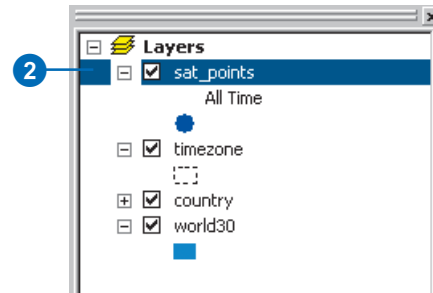 Layers
2
sat_points
All Time
timezone
country
world30